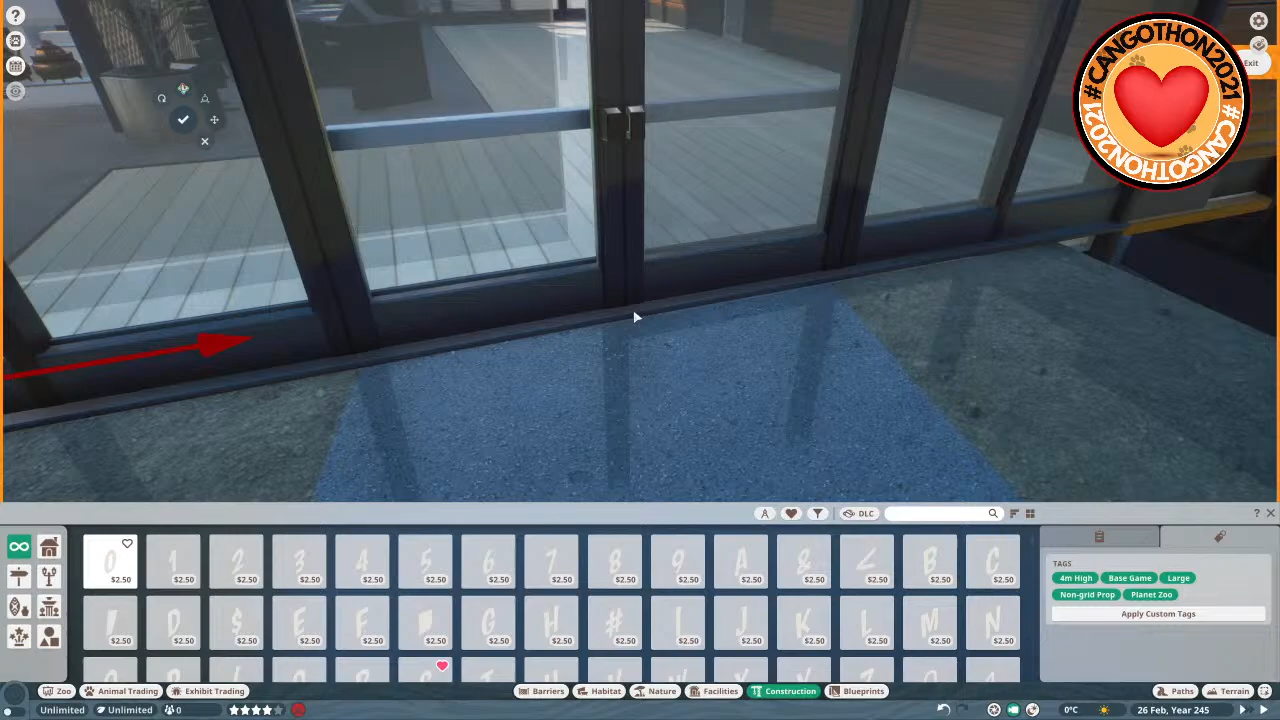 ?
Exit
#CANGOTHON2021 #CANGOTHON2021
DLC
?
0 1 2 3 4 5 6 7 8 9 A & < B C
$2.50 $2.50 $2.50 $2.50 $2.50 $2.50 $2.50 $2.50 $2.50 $2.50 $2.50 $2.50 $2.50 $2.50 $2.50
D $ E F G H # I J K L M N
$2.50 $2.50 $2.50 $2.50 $2.50 $2.50 $2.50 $2.50 $2.50 $2.50 $2.50 $2.50 $2.50 $2.50 $2.50
TAGS
4m High Base Game Large
Non-grid Prop Planet Zoo
Apply Custom Tags
Zoo Animal Trading Exhibit Trading Barriers Habitat Nature Facilities Construction Blueprints Paths Terrain
Unlimited Unlimited 0 0°C 26 Feb, Year 245